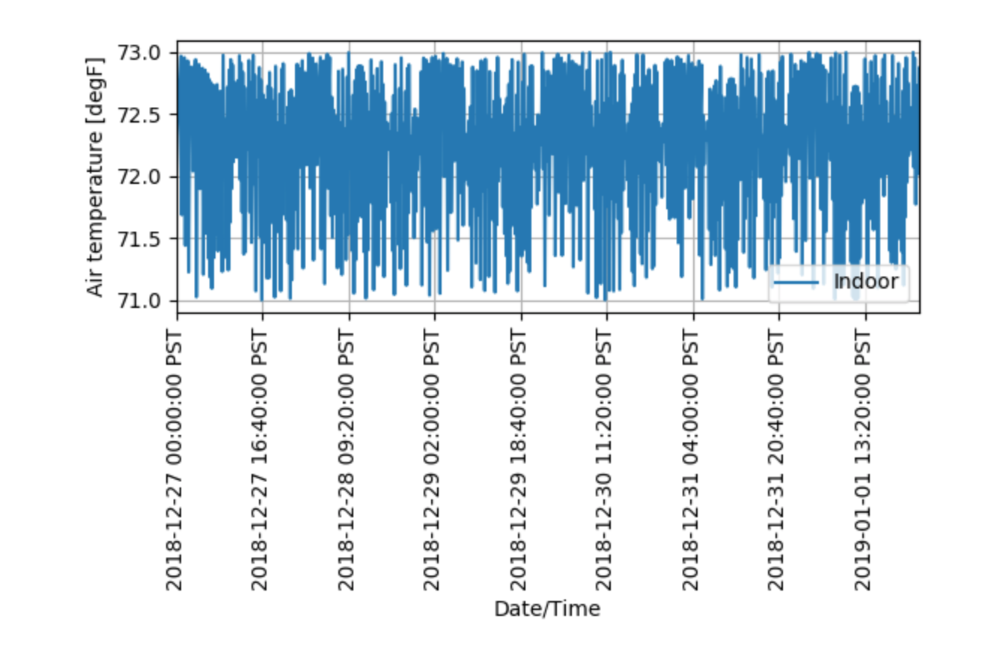 Air temperature [degF]
73.0
72.5
72.0
71.5
71.0
Indoor
2018-12-27 00:00:00 PST
2018-12-27 16:40:00 PST
2018-12-28 09:20:00 PST
2018-12-29 02:00:00 PST
2018-12-29 18:40:00 PST
2018-12-30 11:20:00 PST
2018-12-31 04:00:00 PST
2018-12-31 20:40:00 PST
2019-01-01 13:20:00 PST
Date/Time